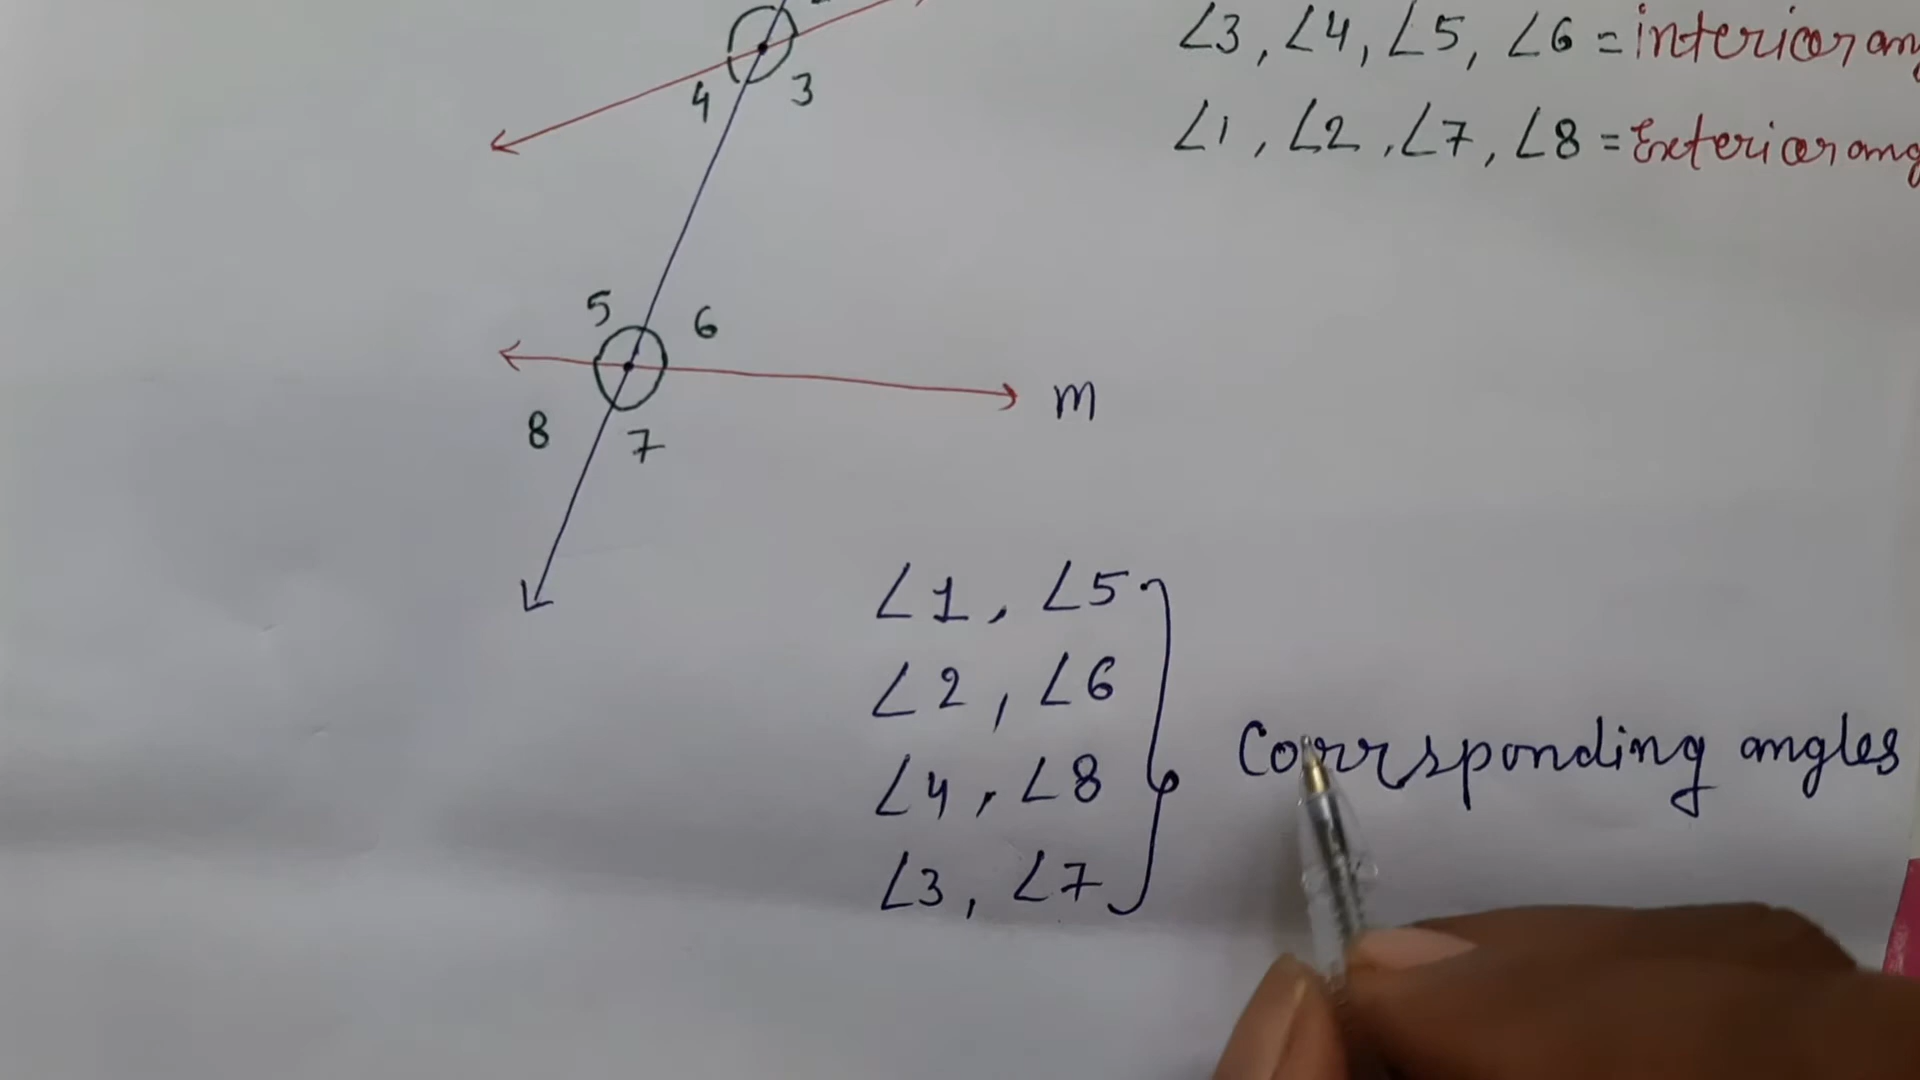 ∠3, ∠4, ∠5, ∠6 = interior
4 3
∠1, ∠2, ∠7, ∠8 = Exterior
5 6
m
8 7
∠1, ∠5
∠2, ∠6
∠4, ∠8
∠3, ∠7
Corrsponding angles